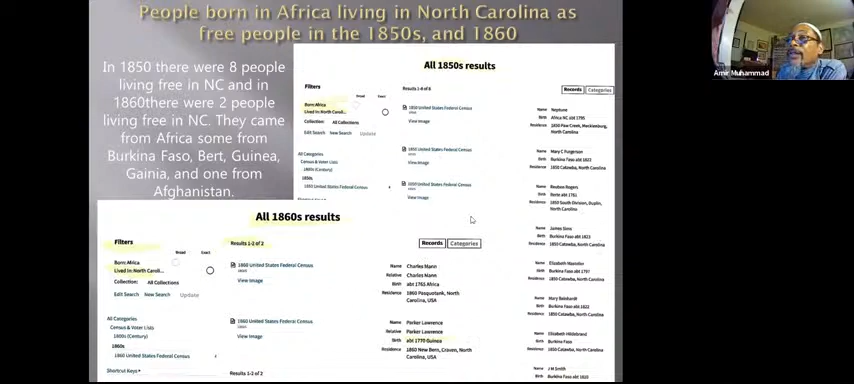 People born in Africa living in North Carolina as
free people in the 1850s, and 1860
In 1850 there were 8 people
living free in NC and in
1860there were 2 people
living free in NC. They came
from Africa some from
Burkina Faso, Bert, Guinea,
Gainia, and one from
Afghanistan.
All 1850s results
Filters
Broad Exact
Born: Africa
Lived In: North Caroli...
Collection: All Collections
Edit Search New Search Update
All Categories
Census & Voter Lists
1800s (Century)
1850s
1850 United States Federal Census
Results 1-8 of 8
Records Categories
1850 United States Federal Census
View Image
1850 United States Federal Census
View Image
1850 United States Federal Census
View Image
Name Neptune
Birth Africa NC abt 1795
Residence 1850 Paw Creek, Mecklenburg,
North Carolina
Name Mary C Furgerson
Birth Burkina Faso abt 1822
Residence 1850 Catawba, North Carolina
Name Reuben Rogers
Birth
Residence 1850 South Division, Duplin,
North Carolina
Name James Sims
Birth Burkina Faso abt 1822
Residence 1850 Catawba, North Carolina
Name Elizabeth
Birth Burkina Faso abt 1797
Residence 1850 Catawba, North Carolina
Name Mary Reinhardt
Birth Burkina Faso abt 1822
Residence 1850 Catawba, North Carolina
Name Elizabeth Hildebrand
Birth Burkina Faso
Residence 1850 Catawba, North Carolina
Name J M Smith
Birth Burkina Faso abt
All 1860s results
Filters
Broad Exact
Born: Africa
Lived In: North Caroli...
Collection: All Collections
Edit Search New Search Update
All Categories
Census & Voter Lists
1800s (Century)
1860s
1860 United States Federal Census
Shortcut Keys
Results 1-2 of 2
Records Categories
1860 United States Federal Census
1860s
View Image
Name Charles Mann
Relative Charles Mann
Birth abt 1765 Africa
Residence 1860 Pasquotank, North
Carolina, USA
1860 United States Federal Census
1860s
View Image
Name Parker Lawrence
Relative Parker Lawrence
Birth abt 1770 Guinea
Residence 1860 New Bern, Craven, North
Carolina, USA
Results 1-2 of 2
Amir Muhammad